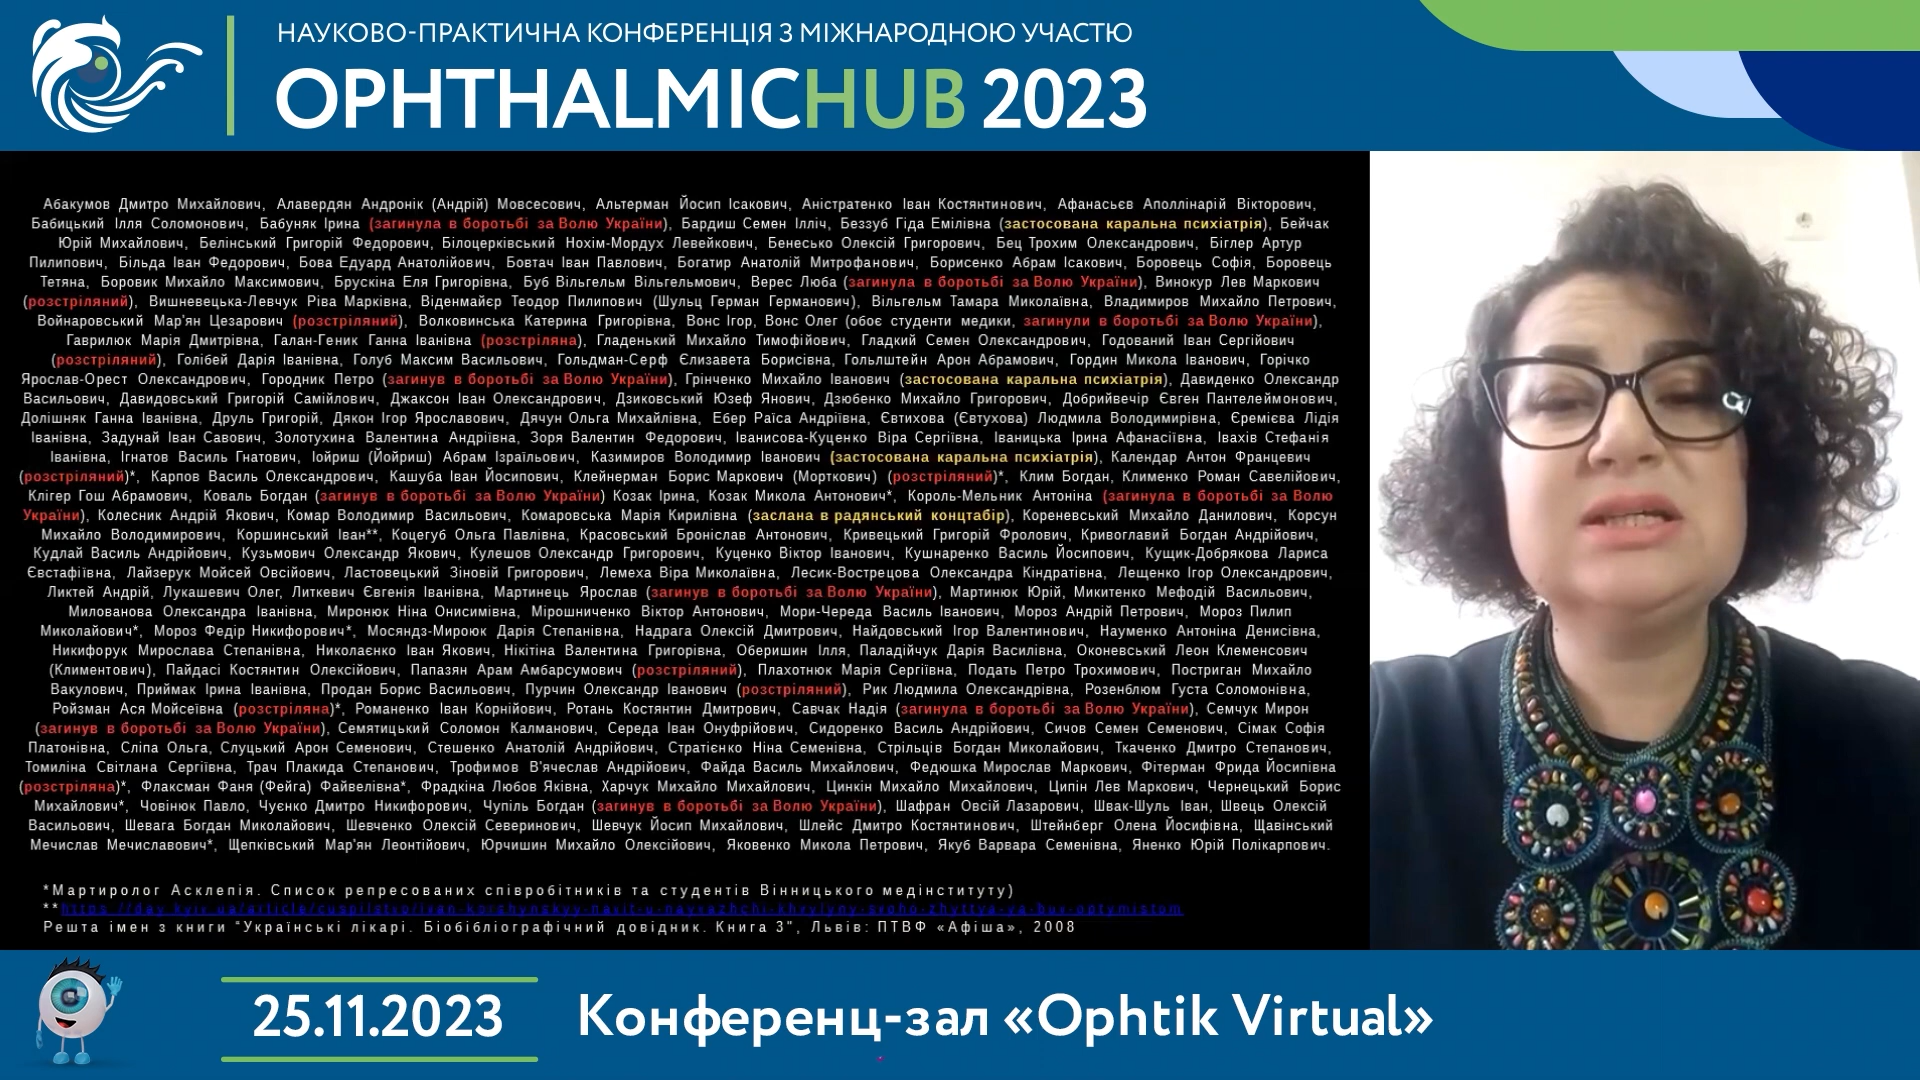 НАУКОВО-ПРАКТИЧНА КОНФЕРЕНЦІЯ З МІЖНАРОДНОЮ УЧАСТЮ
OPHTHALMICHUB 2023
Абакумов Дмитро Михайлович, Алавердян Андронік (Андрій) Мовсесович, Альтерман Йосип Ісакович, Аністратенко Іван Костянтинович, Афанасьєв Аполлінарій Вікторович,
Бабицький Ілля Соломонович, Бабуняк Ірина (загинула в боротьбі за Волю України), Бардиш Семен Ілліч, Беззуб Гіда Емілівна (застосована каральна психіатрія), Бейчак
Юрій Михайлович, Белінський Григорій Федорович, Білоцерківський Нохім-Мордух Левейкович, Бенесько Олексій Григорович, Бец Трохим Олександрович, Біглер Артур
Пилипович, Більда Іван Федорович, Бова Едуард Анатолійович, Бовтач Іван Павлович, Богатир Анатолій Митрофанович, Борисенко Абрам Ісакович, Боровець Софія, Боровець
Тетяна, Боровик Михайло Максимович, Брускіна Еля Григорівна, Буб Вільгельм Вільгельмович, Верес Люба (загинула в боротьбі за Волю України), Винокур Лев Маркович
(розстріляний), Вишневецька-Левчук Ріва Марківна, Віденмайєр Теодор Пилипович (Шульц Герман Германович), Вільгельм Тамара Миколаївна, Владимиров Михайло Петрович,
Войнаровський Мар'ян Цезарович (розстріляний), Волковинська Катерина Григорівна, Вонс Ігор, Вонс Олег (обоє студенти медики, загинули в боротьбі за Волю України),
Гаврилюк Марія Дмитрівна, Галан-Геник Ганна Іванівна (розстріляна), Гладенький Михайло Тимофійович, Гладкий Семен Олександрович, Годований Іван Сергійович
(розстріляний), Голібей Дарія Іванівна, Голуб Максим Васильович, Гольдман-Серф Єлизавета Борисівна, Гольлштейн Арон Абрамович, Гордин Микола Іванович, Горічко
Ярослав-Орест Олександрович, Городник Петро (загинув в боротьбі за Волю України), Грінченко Михайло Іванович (застосована каральна психіатрія), Давиденко Олександр
Васильович, Давидовський Григорій Самійлович, Джаксон Іван Олександрович, Дзиковський Юзеф Янович, Дзюбенко Михайло Григорович, Добрийвечір Євген Пантелеймонович,
Долішняк Ганна Іванівна, Друль Григорій, Дякон Ігор Ярославович, Дячун Ольга Михайлівна, Ебер Раїса Андріївна, Євтихова (Євтухова) Людмила Володимирівна, Єремієва Лідія
Іванівна, Задунай Іван Савович, Золотухина Валентина Андріївна, Зоря Валентин Федорович, Іванисова-Куценко Віра Сергіївна, Іваницька Ірина Афанасіївна, Івахів Стефанія
Іванівна, Ігнатов Василь Гнатович, Іойриш (Йойриш) Абрам Ізраїльович, Казимиров Володимир Іванович (застосована каральна психіатрія), Календар Антон Францевич
(розстріляний)*, Карпов Василь Олександрович, Кашуба Іван Йосипович, Клейнерман Борис Маркович (Морткович) (розстріляний)*, Клим Богдан, Клименко Роман Савелійович,
Клігер Гош Абрамович, Коваль Богдан (загинув в боротьбі за Волю України) Козак Ірина, Козак Микола Антонович*, Король-Мельник Антоніна (загинула в боротьбі за Волю
України), Колесник Андрій Якович, Комар Володимир Васильович, Комаровська Марія Кирилівна (заслана в радянський концтабір), Кореневський Михайло Данилович, Корсун
Михайло Володимирович, Коршинський Іван**, Коцегуб Ольга Павлівна, Красовський Броніслав Антонович, Кривецький Григорій Фролович, Кривоглавий Богдан Андрійович,
Кудлай Василь Андрійович, Кузьмович Олександр Якович, Кулешов Олександр Григорович, Куценко Віктор Іванович, Кушнаренко Василь Йосипович, Кущик-Добрякова Лариса
Євстафіївна, Лайзерук Мойсей Овсійович, Ластовецький Зіновій Григорович, Лемеха Віра Миколаївна, Лесик-Вострецова Олександра Кіндратівна, Лещенко Ігор Олександрович,
Ликтей Андрій, Лукашевич Олег, Литкевич Євгенія Іванівна, Мартинець Ярослав (загинув в боротьбі за Волю України), Мартинюк Юрій, Микитенко Мефодій Васильович,
Милованова Олександра Іванівна, Миронюк Ніна Онисимівна, Мірошниченко Віктор Антонович, Мори-Череда Василь Іванович, Мороз Андрій Петрович, Мороз Пилип
Миколайович*, Мороз Федір Никифорович*, Мосяндз-Мироюк Дарія Степанівна, Надрага Олексій Дмитрович, Найдовський Ігор Валентинович, Науменко Антоніна Денисівна,
Никифорук Мирослава Степанівна, Николаєнко Іван Якович, Нікітіна Валентина Григорівна, Оберишин Ілля, Паладійчук Дарія Василівна, Оконевський Леон Клеменсович
(Климентович), Пайдасі Костянтин Олексійович, Папазян Арам Амбарсумович (розстріляний), Плахотнюк Марія Сергіївна, Подать Петро Трохимович, Постриган Михайло
Вакулович, Приймак Ірина Іванівна, Продан Борис Васильович, Пурчин Олександр Іванович (розстріляний), Рик Людмила Олександрівна, Розенблюм Густа Соломонівна,
Ройзман Ася Мойсеївна (розстріляна)*, Романенко Іван Корнійович, Ротань Костянтин Дмитрович, Савчак Надія (загинула в боротьбі за Волю України), Семчук Мирон
(загинув в боротьбі за Волю України), Семятицький Соломон Калманович, Середа Іван Онуфрійович, Сидоренко Василь Андрійович, Сичов Семен Семенович, Сімак Софія
Платонівна, Сліпа Ольга, Слуцький Арон Семенович, Стешенко Анатолій Андрійович, Стратієнко Ніна Семенівна, Стрільців Богдан Миколайович, Ткаченко Дмитро Степанович,
Томиліна Світлана Сергіївна, Трач Плакида Степанович, Трофимов В'ячеслав Андрійович, Файда Василь Михайлович, Федюшка Мирослав Маркович, Фітерман Фрида Йосипівна
(розстріляна)*, Флаксман Фаня (Фейга) Файвелівна*, Фрадкіна Любов Яківна, Харчук Михайло Михайлович, Цинкін Михайло Михайлович, Ципін Лев Маркович, Чернецький Борис
Михайлович*, Човінюк Павло, Чуєнко Дмитро Никифорович, Чупіль Богдан (загинув в боротьбі за Волю України), Шафран Овсій Лазарович, Швак-Шуль Іван, Швець Олексій
Васильович, Шевага Богдан Миколайович, Шевченко Олексій Северинович, Шевчук Йосип Михайлович, Шлейс Дмитро Костянтинович, Штейнберг Олена Йосифівна, Щавінський
Мечислав Мечиславович*, Щепківський Мар'ян Леонтійович, Юрчишин Михайло Олексійович, Яковенко Микола Петрович, Якуб Варвара Семенівна, Яненко Юрій Полікарпович.
*Мартиролог Асклепія. Список репресованих співробітників та студентів Вінницького медінституту)
**https://day.kyiv.ua/article/cuspilstvo/ivan-korshynskyy-navit-u-nayvazhchi-khvylyny-svoho-zhyttya-ya-buv-optymistom
Решта імен з книги “Українські лікарі. Біобібліографічний довідник. Книга 3", Львів: ПТВФ «Афіша», 2008
25.11.2023
Конференц-зал «Ophtik Virtual»